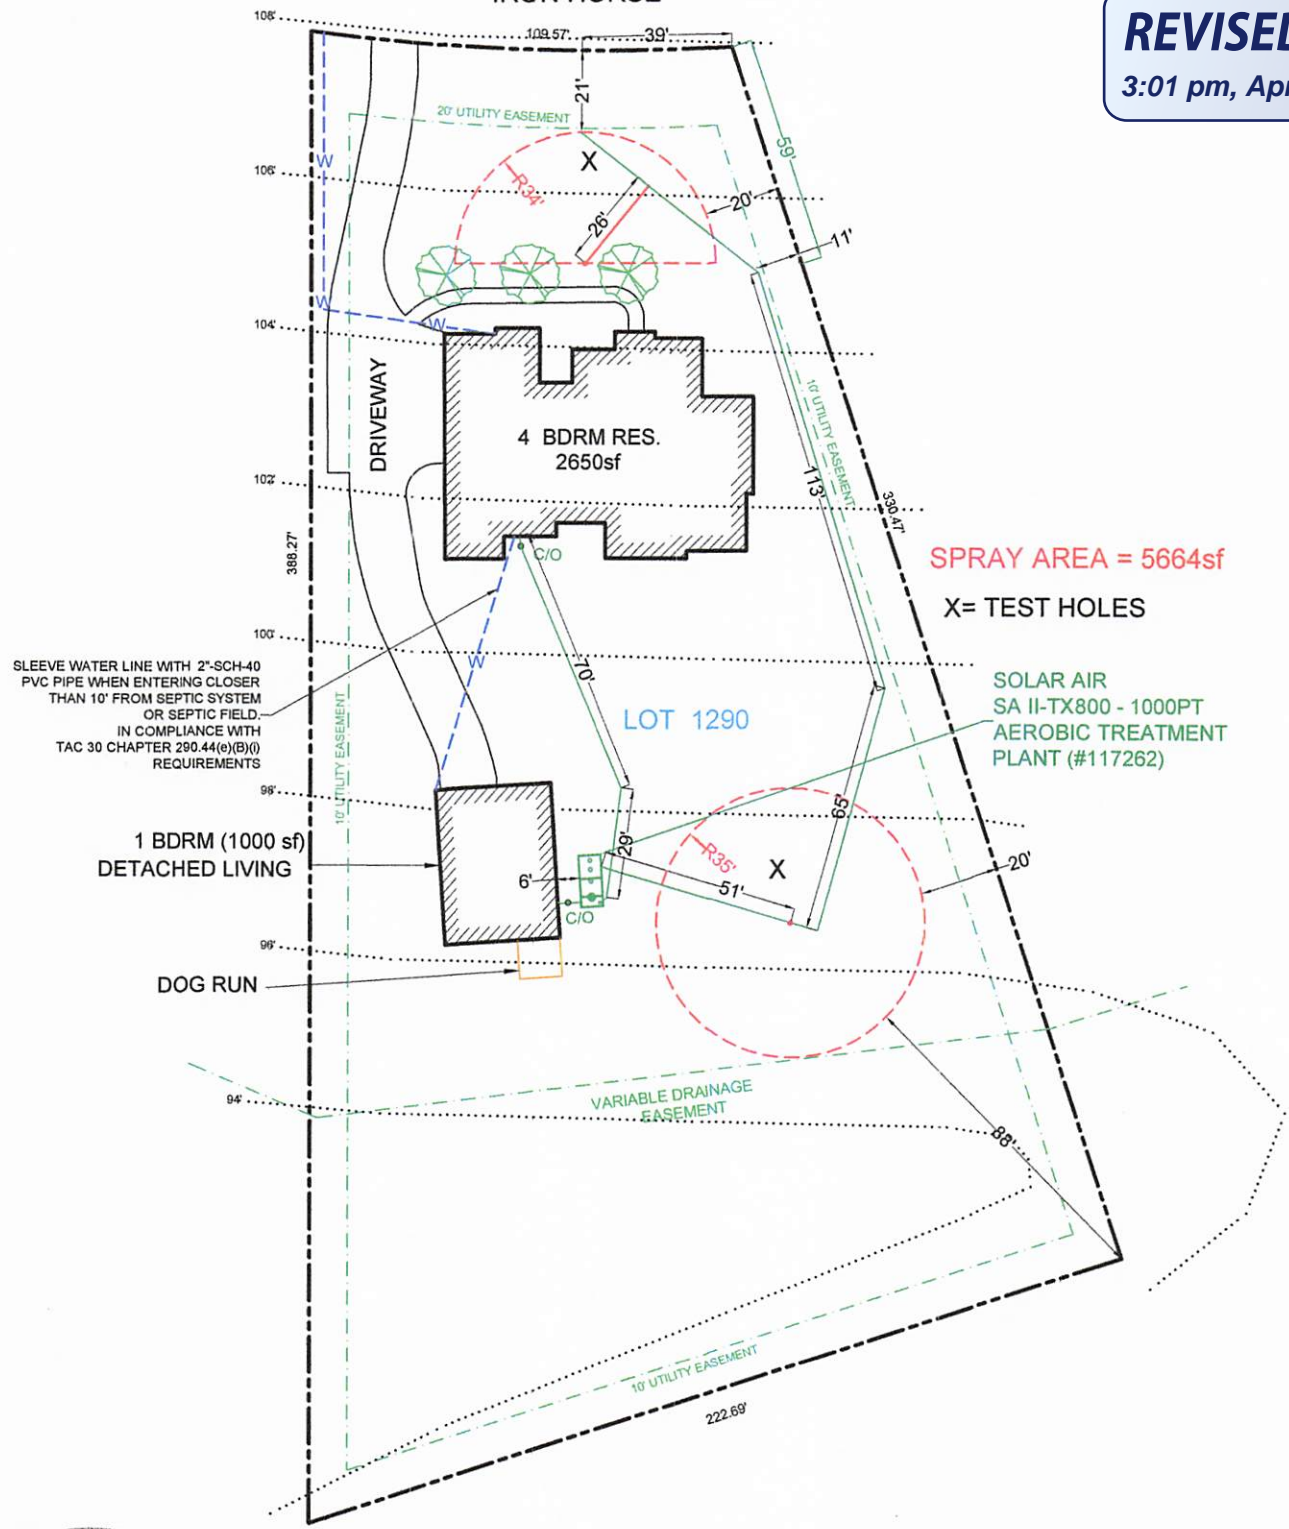 IRON HORSE
REVISED
3:01 pm, Apr
108'
109.57'
39'
21'
20' UTILITY EASEMENT
59'
X
W
106'
R34'
20'
26'
11'
W
W
104'
DRIVEWAY
10' UTILITY EASEMENT
4 BDRM RES.
2650sf
102'
113'
330.47'
388.27'
C/O
SPRAY AREA = 5664sf
X= TEST HOLES
100'
SLEEVE WATER LINE WITH 2"-SCH-40
PVC PIPE WHEN ENTERING CLOSER
THAN 10' FROM SEPTIC SYSTEM
OR SEPTIC FIELD.
IN COMPLIANCE WITH
TAC 30 CHAPTER 290.44(e)(B)(i)
REQUIREMENTS
W
70'
SOLAR AIR
SA II-TX800 - 1000PT
AEROBIC TREATMENT
PLANT (#117262)
LOT 1290
10' UTILITY EASEMENT
98'
65'
1 BDRM (1000 sf)
DETACHED LIVING
29'
R35'
X
20'
6'
51'
C/O
96'
DOG RUN
94'
VARIABLE DRAINAGE
EASEMENT
88'
10' UTILITY EASEMENT
222.69'